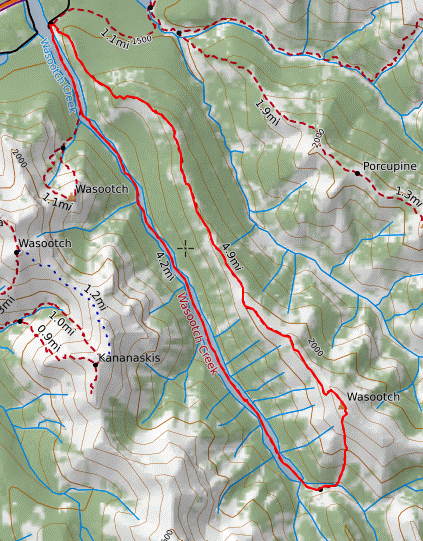 1.1mi
1500
Wasootch Creek
1.9mi
2000
2000
Porcupine
1.3mi
Wasootch
1.1mi
Wasootch
4.9mi
4.2mi
1.2mi
1.0mi
0.9mi
Wasootch Creek
Kananaskis
2000
Wasootch